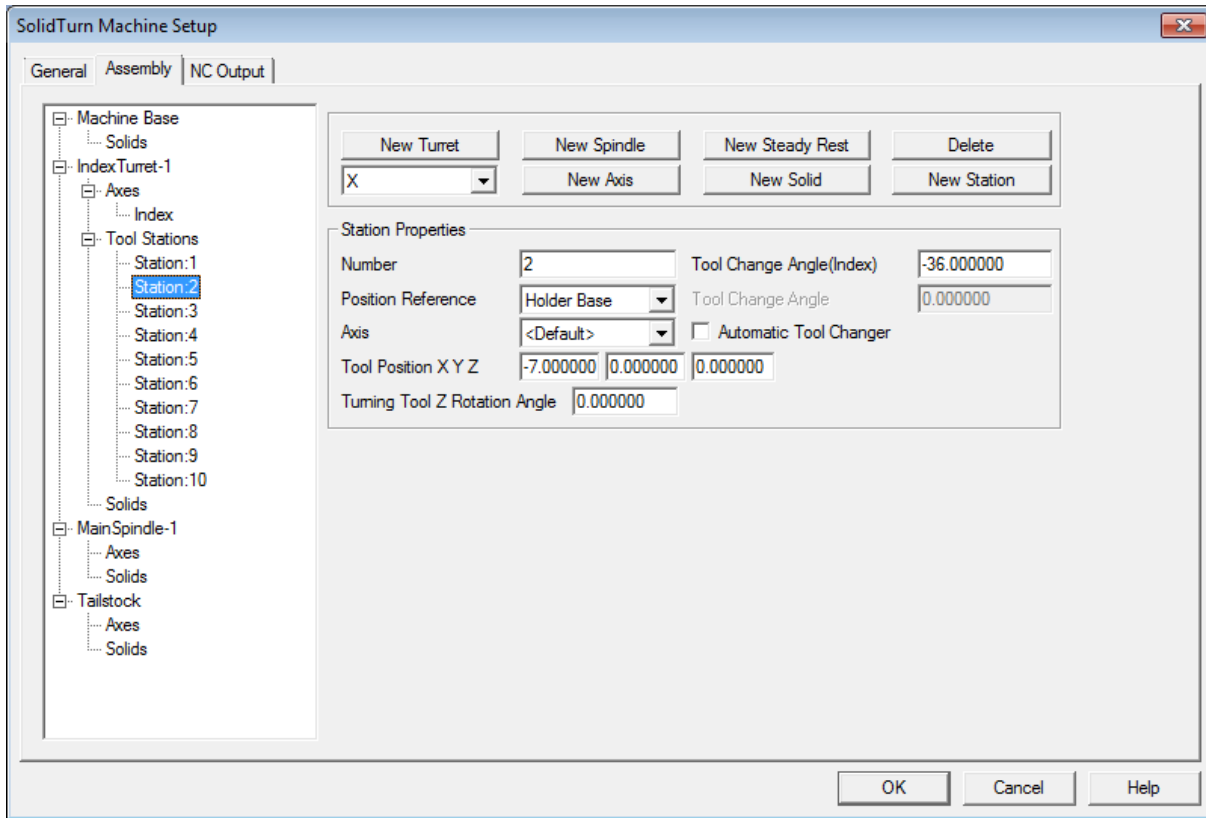 SolidTurn Machine Setup
General Assembly NC Output
Machine Base
Solids
IndexTurret-1
Axes
Index
Tool Stations
Station:1
Station:2
Station:3
Station:4
Station:5
Station:6
Station:7
Station:8
Station:9
Station:10
Solids
MainSpindle-1
Axes
Solids
Tailstock
Axes
Solids
New Turret New Spindle New Steady Rest Delete
X New Axis New Solid New Station
Station Properties
Number 2 Tool Change Angle(Index) -36.000000
Position Reference Holder Base Tool Change Angle 0.000000
Axis <Default> Automatic Tool Changer
Tool Position X Y Z -7.000000 0.000000 0.000000
Turning Tool Z Rotation Angle 0.000000
OK Cancel Help